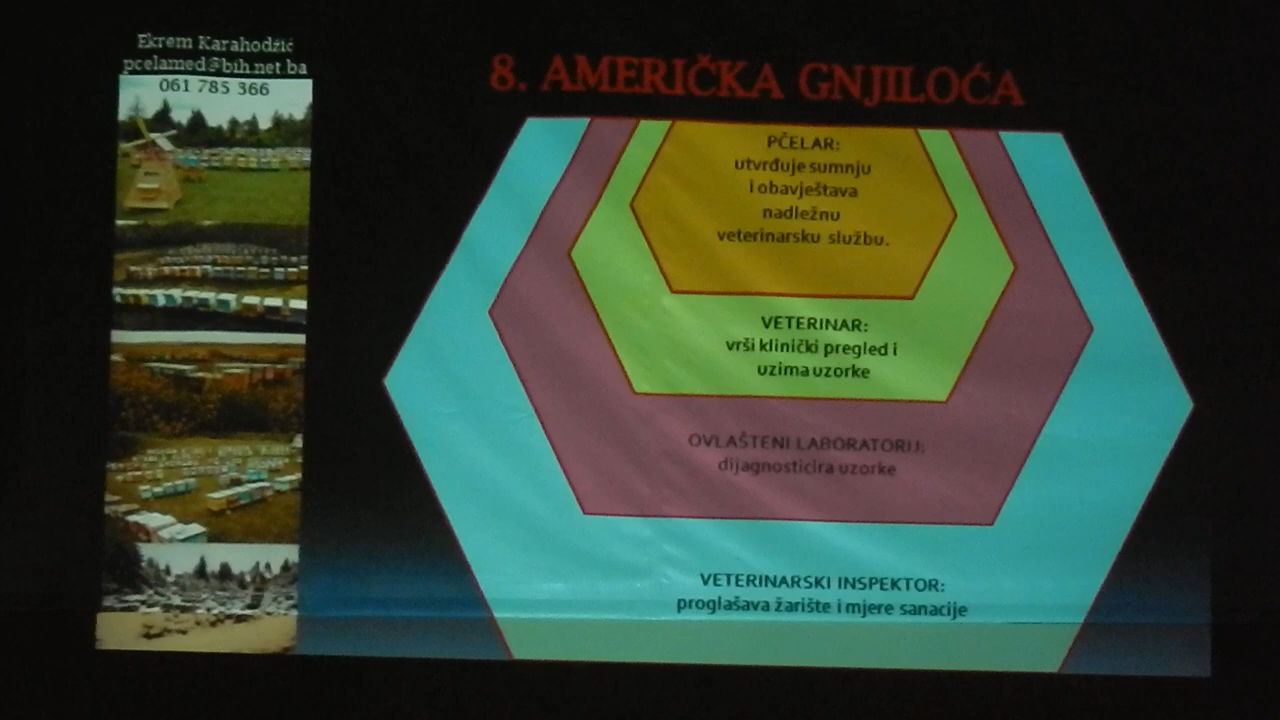 Ekrem Karahodžić
pcelamed@bih.net.ba
061 785 366
8. AMERIČKA GNJILOĆA
PČELAR:
utvrđuje sumnju
i obavještava
nadležnu
veterinarsku službu.
VETERINAR:
vrši klinički pregled i
uzima uzorke
OVLAŠTENI LABORATORIJ:
dijagnosticira uzorke
VETERINARSKI INSPEKTOR:
proglašava žarište i mjere sanacije